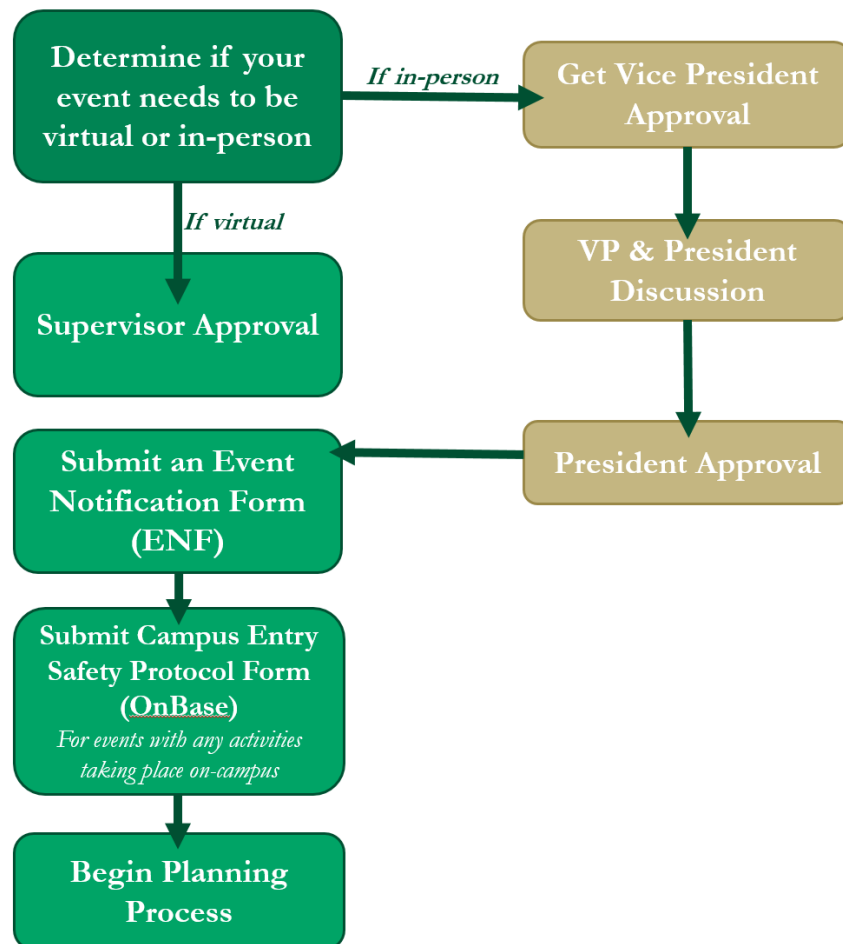 Determine if your
event needs to be
virtual or in-person
If in-person
Get Vice President
Approval
If virtual
VP & President
Discussion
Supervisor Approval
President Approval
Submit an Event
Notification Form
(ENF)
Submit Campus Entry
Safety Protocol Form
(OnBase)
For events with any activities
taking place on-campus
Begin Planning
Process